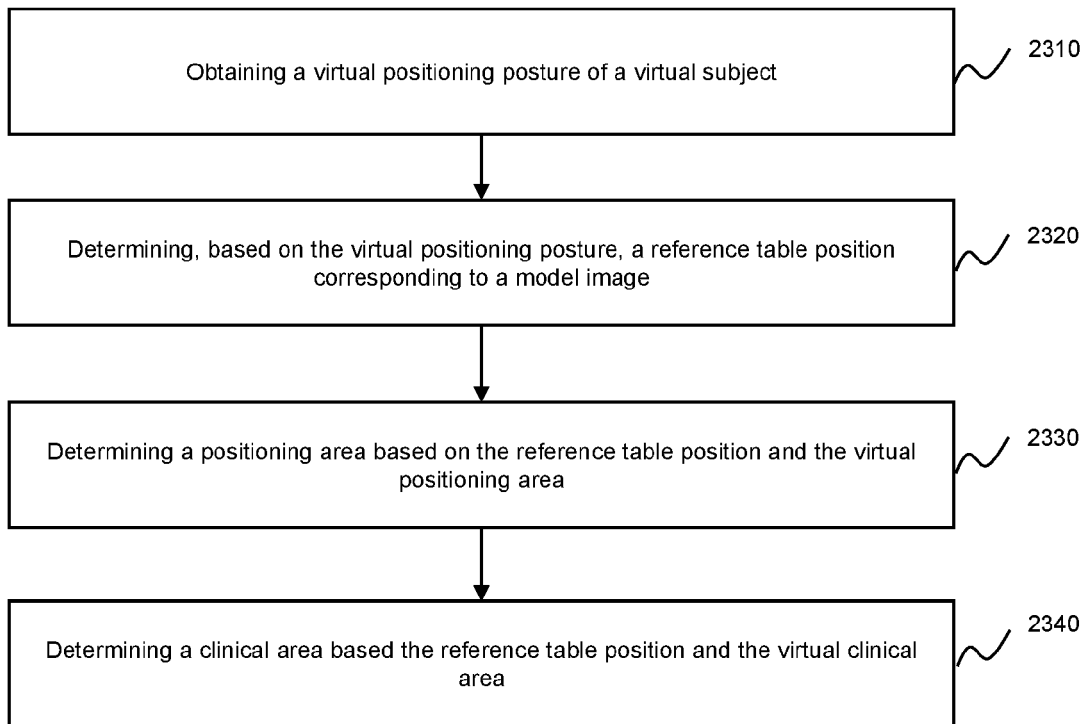 Obtaining a virtual positioning posture of a virtual subject
2310
Determining, based on the virtual positioning posture, a reference table position
corresponding to a model image
2320
Determining a positioning area based on the reference table position and the virtual
positioning area
2330
Determining a clinical area based the reference table position and the virtual clinical
area
2340